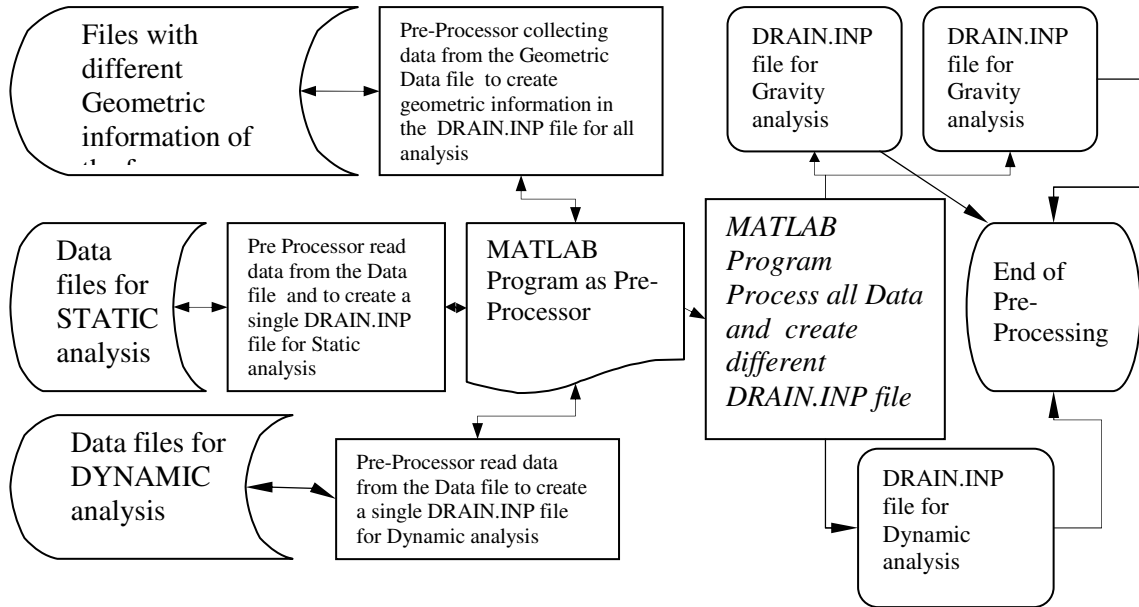 Files with
different
Geometric
information of
Pre-Processor collecting
data from the Geometric
Data file to create
geometric information in
the DRAIN.INP file for all
analysis
DRAIN.INP
file for
Gravity
analysis
DRAIN.INP
file for
Gravity
analysis
Data
files for
STATIC
analysis
Pre Processor read
data from the Data
file and to create a
single DRAIN.INP
file for Static
analysis
MATLAB
Program as Pre-
Processor
MATLAB
Program
Process all Data
and create
different
DRAIN.INP file
End of
Pre-
Processing
Data files for
DYNAMIC
analysis
Pre-Processor read data
from the Data file to create
a single DRAIN.INP file
for Dynamic analysis
DRAIN.INP
file for
Dynamic
analysis